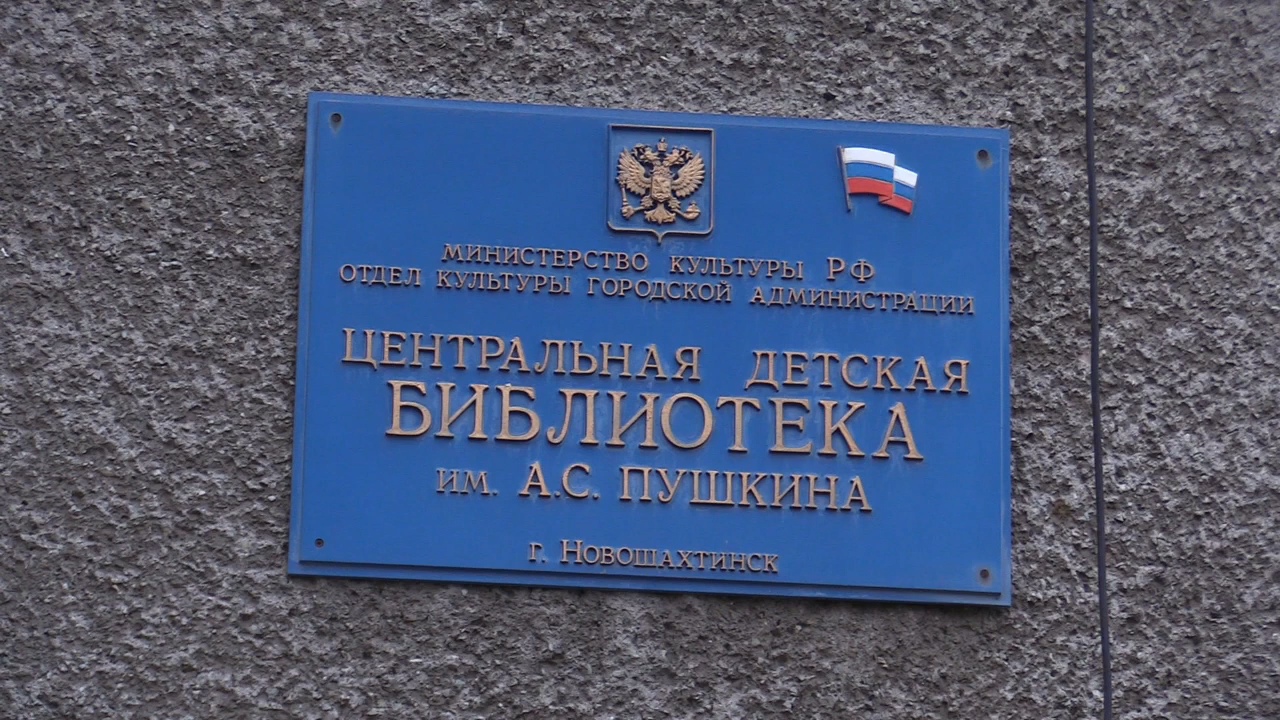 МИНИСТЕРСТВО КУЛЬТУРЫ РФ
ОТДЕЛ КУЛЬТУРЫ ГОРОДСКОЙ АДМИНИСТРАЦИИ
ЦЕНТРАЛЬНАЯ ДЕТСКАЯ
БИБЛИОТЕКА
ИМ. А.С. ПУШКИНА
г. Новошахтинск